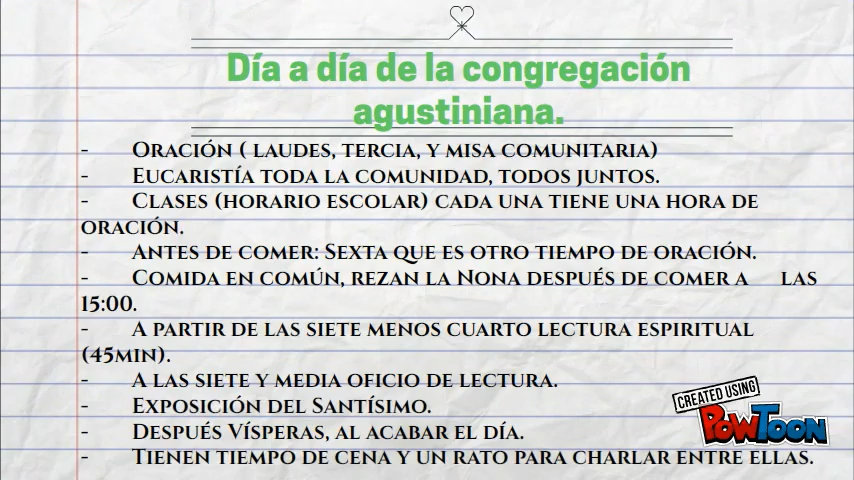 Día a día de la congregación
agustiniana.
- Oración ( laudes, tercia, y misa comunitaria)
- Eucaristía toda la comunidad, todos juntos.
- Clases (horario escolar) cada una tiene una hora de
oración.
- Antes de comer: Sexta que es otro tiempo de oración.
- Comida en común, rezan la Nona después de comer a las
15:00.
- A partir de las siete menos cuarto lectura espiritual
(45min).
- A las siete y media oficio de lectura.
- Exposición del Santísimo.
- Después Vísperas, al acabar el día.
- Tienen tiempo de cena y un rato para charlar entre ellas.
CREATED USING
PowToon